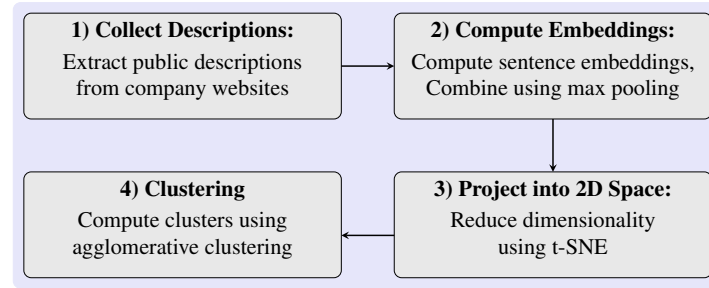 1) Collect Descriptions:
Extract public descriptions
from company websites
2) Compute Embeddings:
Compute sentence embeddings,
Combine using max pooling
3) Project into 2D Space:
Reduce dimensionality
using t-SNE
4) Clustering
Compute clusters using
agglomerative clustering